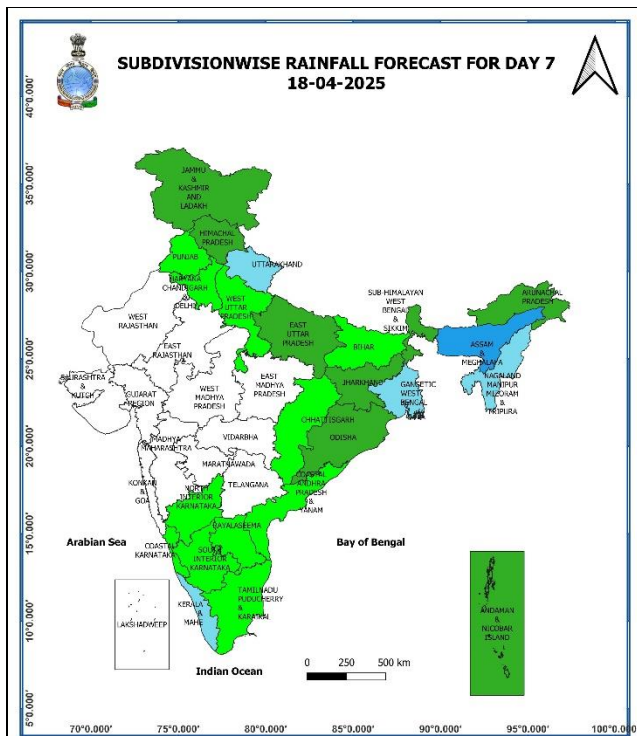 SUBDIVISIONWISE RAINFALL FORECAST FOR DAY 7
18-04-2025
40°0.000'
35°0.000'
30°0.000'
25°0.000'
20°0.000'
15°0.000'
10°0.000'
5°0.000'
JAMMU
&
KASHMIR
AND
LADAKH
HIMACHAL
PRADESH
PUNJAB
UTTARAKHAND
HARYANA
CHANDIGARH
&
DELHI
WEST
UTTAR
PRADESH
SUB-HIMALAYAN
WEST
BENGAL
&
SIKKIM
ARUNACHAL
PRADESH
WEST
RAJASTHAN
EAST
RAJASTHAN
EAST
UTTAR
PRADESH
BIHAR
ASSAM
&
MEGHALAYA
NAGALAND
MANIPUR
MIZORAM
&
TRIPURA
SAURASHTRA
&
KUTCH
GUJARAT
REGION
WEST
MADHYA
PRADESH
EAST
MADHYA
PRADESH
JHARKHAND
GANGETIC
WEST
BENGAL
CHHATTISGARH
ODISHA
VIDARBHA
MADHYA
MAHARASHTRA
MARATHAWADA
TELANGANA
COASTAL
ANDHRA
PRADESH
&
YANAM
KONKAN
&
GOA
NORTH
INTERIOR
KARNATAKA
RAYALASEEMA
Arabian Sea
Bay of Bengal
COASTAL
KARNATAKA
SOUTH
INTERIOR
KARNATAKA
TAMILNADU
PUDUCHERRY
&
KARAIKAL
KERALA
&
MAHE
LAKSHADWEEP
ANDAMAN
&
NICOBAR
ISLAND
Indian Ocean
0 250 500 km
70°0.000' 75°0.000' 80°0.000' 85°0.000' 90°0.000' 95°0.000' 100°0.000'